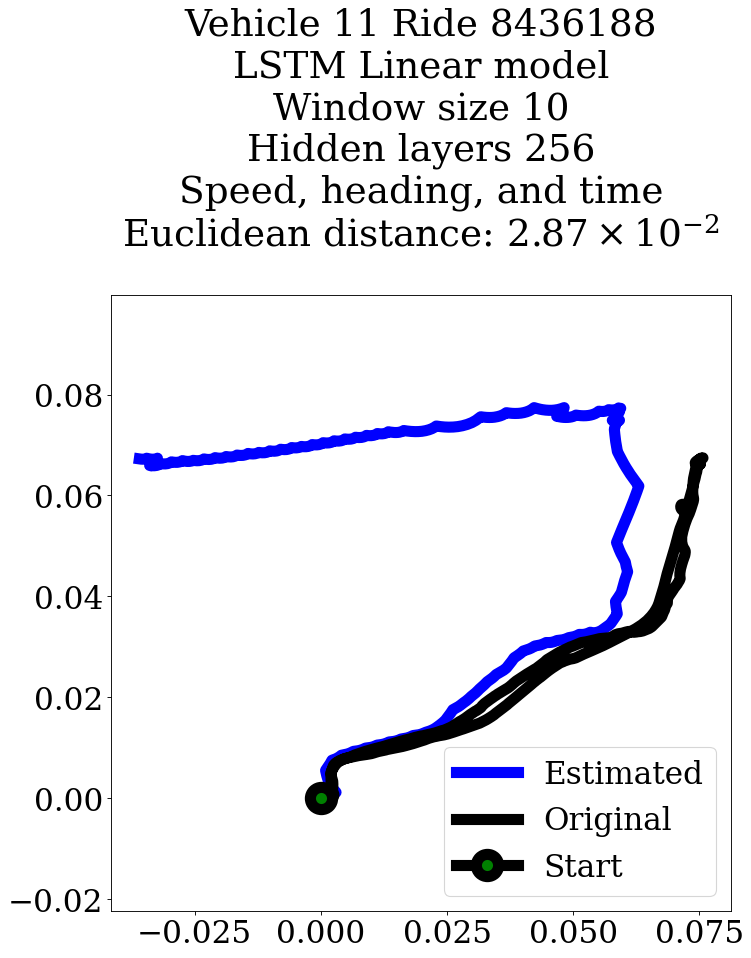 Vehicle 11 Ride 8436188
LSTM Linear model
Window size 10
Hidden layers 256
Speed, heading, and time
Euclidean distance: 2.87 × 10⁻²
0.08
0.06
0.04
0.02
0.00
−0.02
Estimated
Original
Start
−0.025 0.000 0.025 0.050 0.075